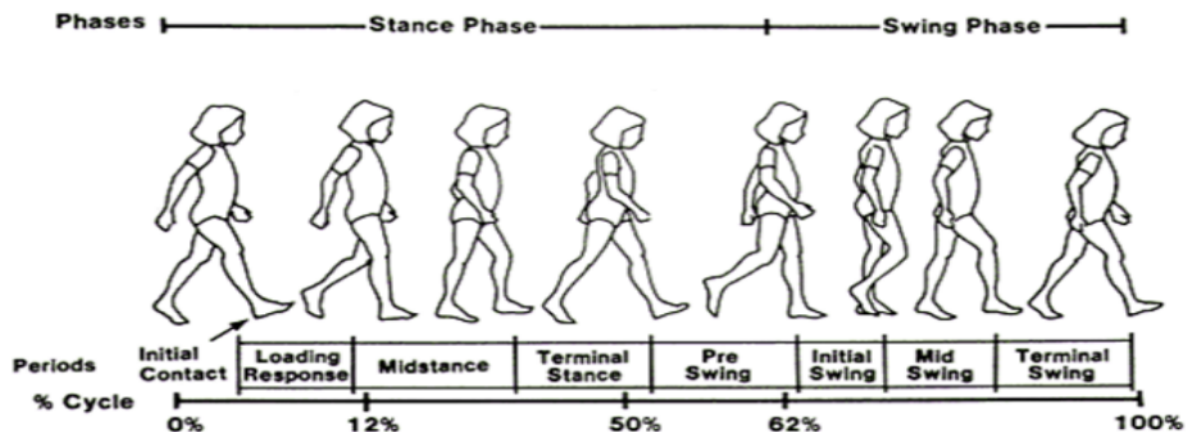 Phases Stance Phase Swing Phase
Initial Contact
Loading Response
Midstance
Terminal Stance
Pre Swing
Initial Swing
Mid Swing
Terminal Swing
Periods
% Cycle
0% 12% 50% 62% 100%